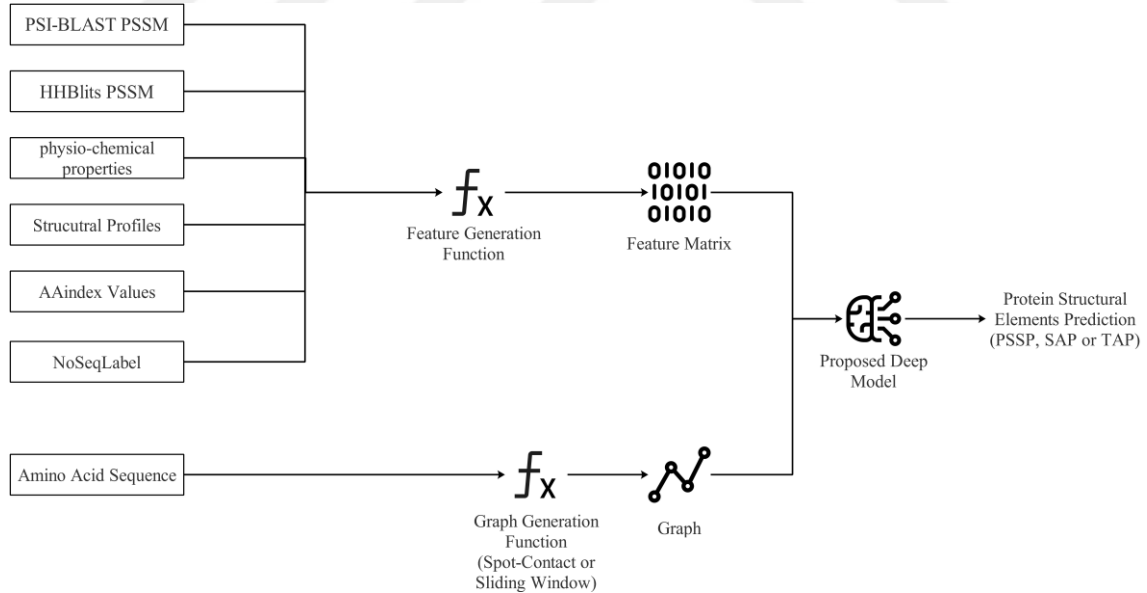 PSI-BLAST PSSM
HHBlits PSSM
physio-chemical
properties
Strucutral Profiles
AAindex Values
NoSeqLabel
Amino Acid Sequence
fx
Feature Generation
Function
01010
10101
01010
Feature Matrix
fx
Graph Generation
Function
(Spot-Contact or
Sliding Window)
Graph
Proposed Deep
Model
Protein Structural
Elements Prediction
(PSSP, SAP or TAP)